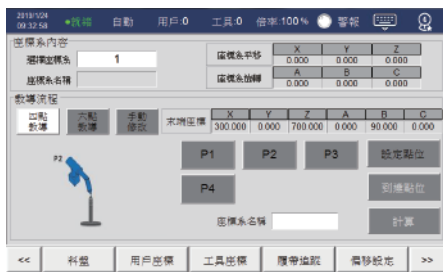 2019/1/24
09:32:58
拆箱 自動 用戶:0 工具:0 倍率:100 % 警報
座標系內容
選擇座標系 1
座標系平移 X Y Z
0.000 0.000 0.000
座標系名稱
座標系旋轉 A B C
0.000 0.000 0.000
教導流程
四點教導 六點教導 手動修改
末端座標 X Y Z A B C
300.000 0.000 700.000 0.000 90.000 0.000
P2
P1 P2 P3 設定點位
P4 到達點位
座標系名稱 計算
<< 料盤 用戶座標 工具座標 履帶追蹤 偏移設定 >>